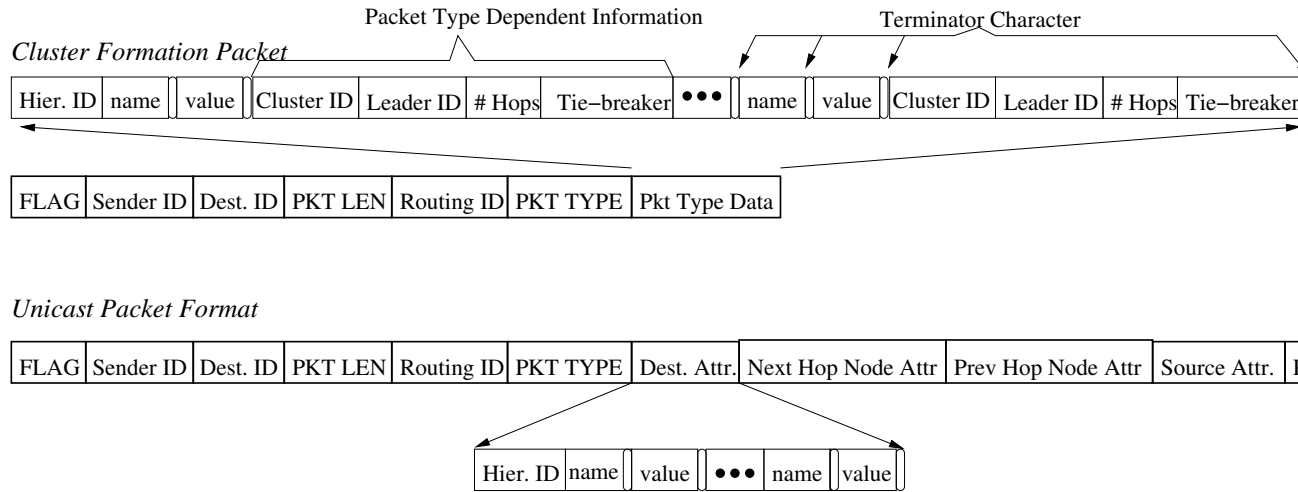 Packet Type Dependent Information
Terminator Character
Cluster Formation Packet
Hier. ID name value Cluster ID Leader ID # Hops Tie−breaker ••• name value Cluster ID Leader ID # Hops Tie−breaker
FLAG Sender ID Dest. ID PKT LEN Routing ID PKT TYPE Pkt Type Data
Unicast Packet Format
FLAG Sender ID Dest. ID PKT LEN Routing ID PKT TYPE Dest. Attr. Next Hop Node Attr Prev Hop Node Attr Source Attr.
Hier. ID name value ••• name value